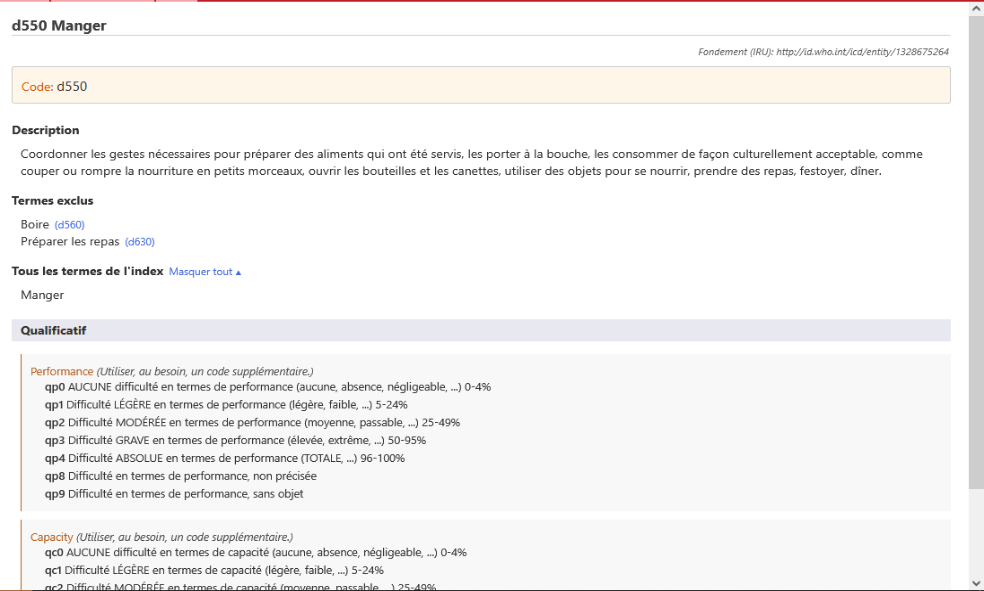 d550 Manger
Fondement (IRU): http://id.who.int/icd/entity/1328675264
Code: d550
Description
Coordonner les gestes nécessaires pour préparer des aliments qui ont été servis, les porter à la bouche, les consommer de façon culturellement acceptable, comme
couper ou rompre la nourriture en petits morceaux, ouvrir les bouteilles et les canettes, utiliser des objets pour se nourrir, prendre des repas, festoyer, dîner.
Termes exclus
Boire (d560)
Préparer les repas (d630)
Tous les termes de l'index Masquer tout ▲
Manger
Qualificatif
Performance (Utiliser, au besoin, un code supplémentaire.)
qp0 AUCUNE difficulté en termes de performance (aucune, absence, négligeable, ...) 0-4%
qp1 Difficulté LÉGÈRE en termes de performance (légère, faible, ...) 5-24%
qp2 Difficulté MODÉRÉE en termes de performance (moyenne, passable, ...) 25-49%
qp3 Difficulté GRAVE en termes de performance (élevée, extrême, ...) 50-95%
qp4 Difficulté ABSOLUE en termes de performance (TOTALE, ...) 96-100%
qp8 Difficulté en termes de performance, non précisée
qp9 Difficulté en termes de performance, sans objet
Capacity (Utiliser, au besoin, un code supplémentaire.)
qc0 AUCUNE difficulté en termes de capacité (aucune, absence, négligeable, ...) 0-4%
qc1 Difficulté LÉGÈRE en termes de capacité (légère, faible, ...) 5-24%
qc2 Difficulté MODÉRÉE en termes de capacité (moyenne, passable, ...) 25-49%